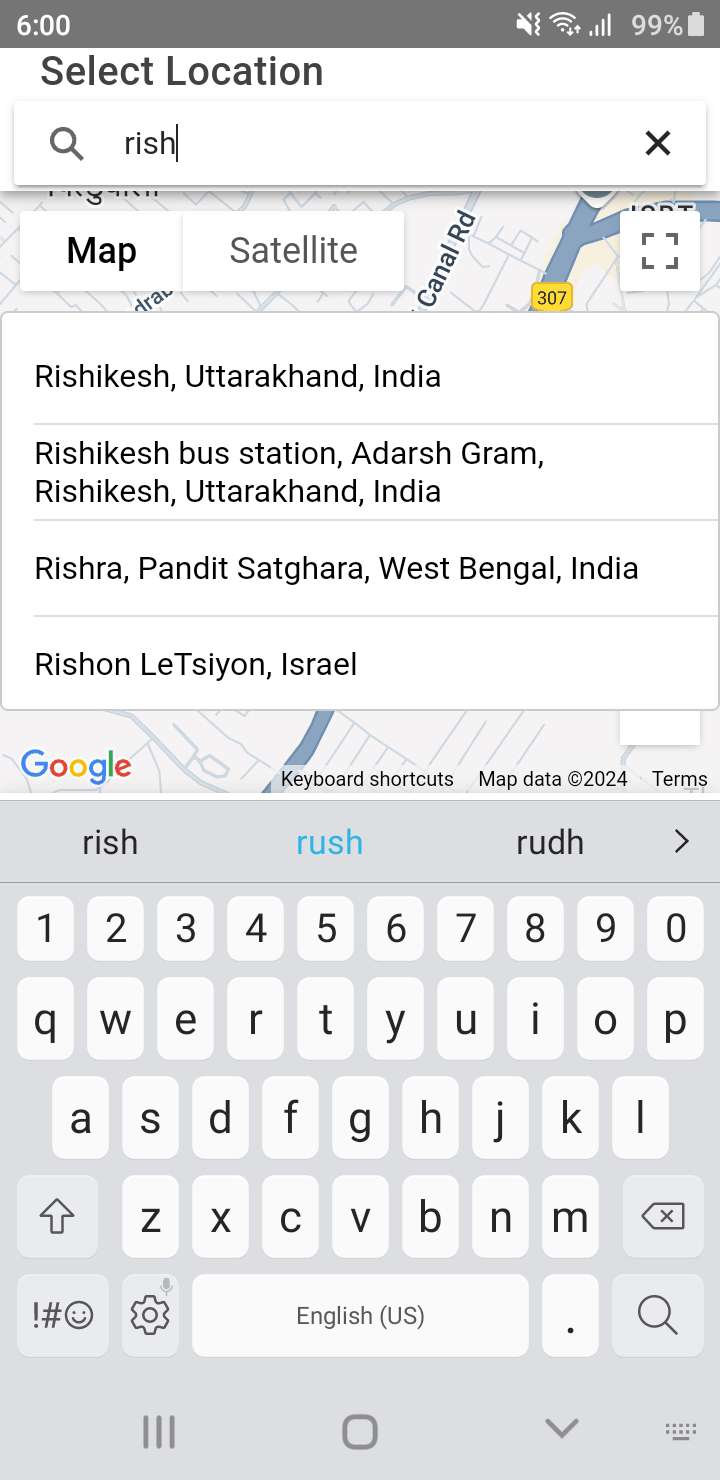 6:00
99%
Select Location
rish
Map
Satellite
Canal Rd
307
Rishikesh, Uttarakhand, India
Rishikesh bus station, Adarsh Gram,
Rishikesh, Uttarakhand, India
Rishra, Pandit Satghara, West Bengal, India
Rishon LeTsiyon, Israel
Google
Keyboard shortcuts
Map data ©2024
Terms
rish
rush
rudh
1 2 3 4 5 6 7 8 9 0
q w e r t y u i o p
a s d f g h j k l
z x c v b n m
!#☺
English (US)
.